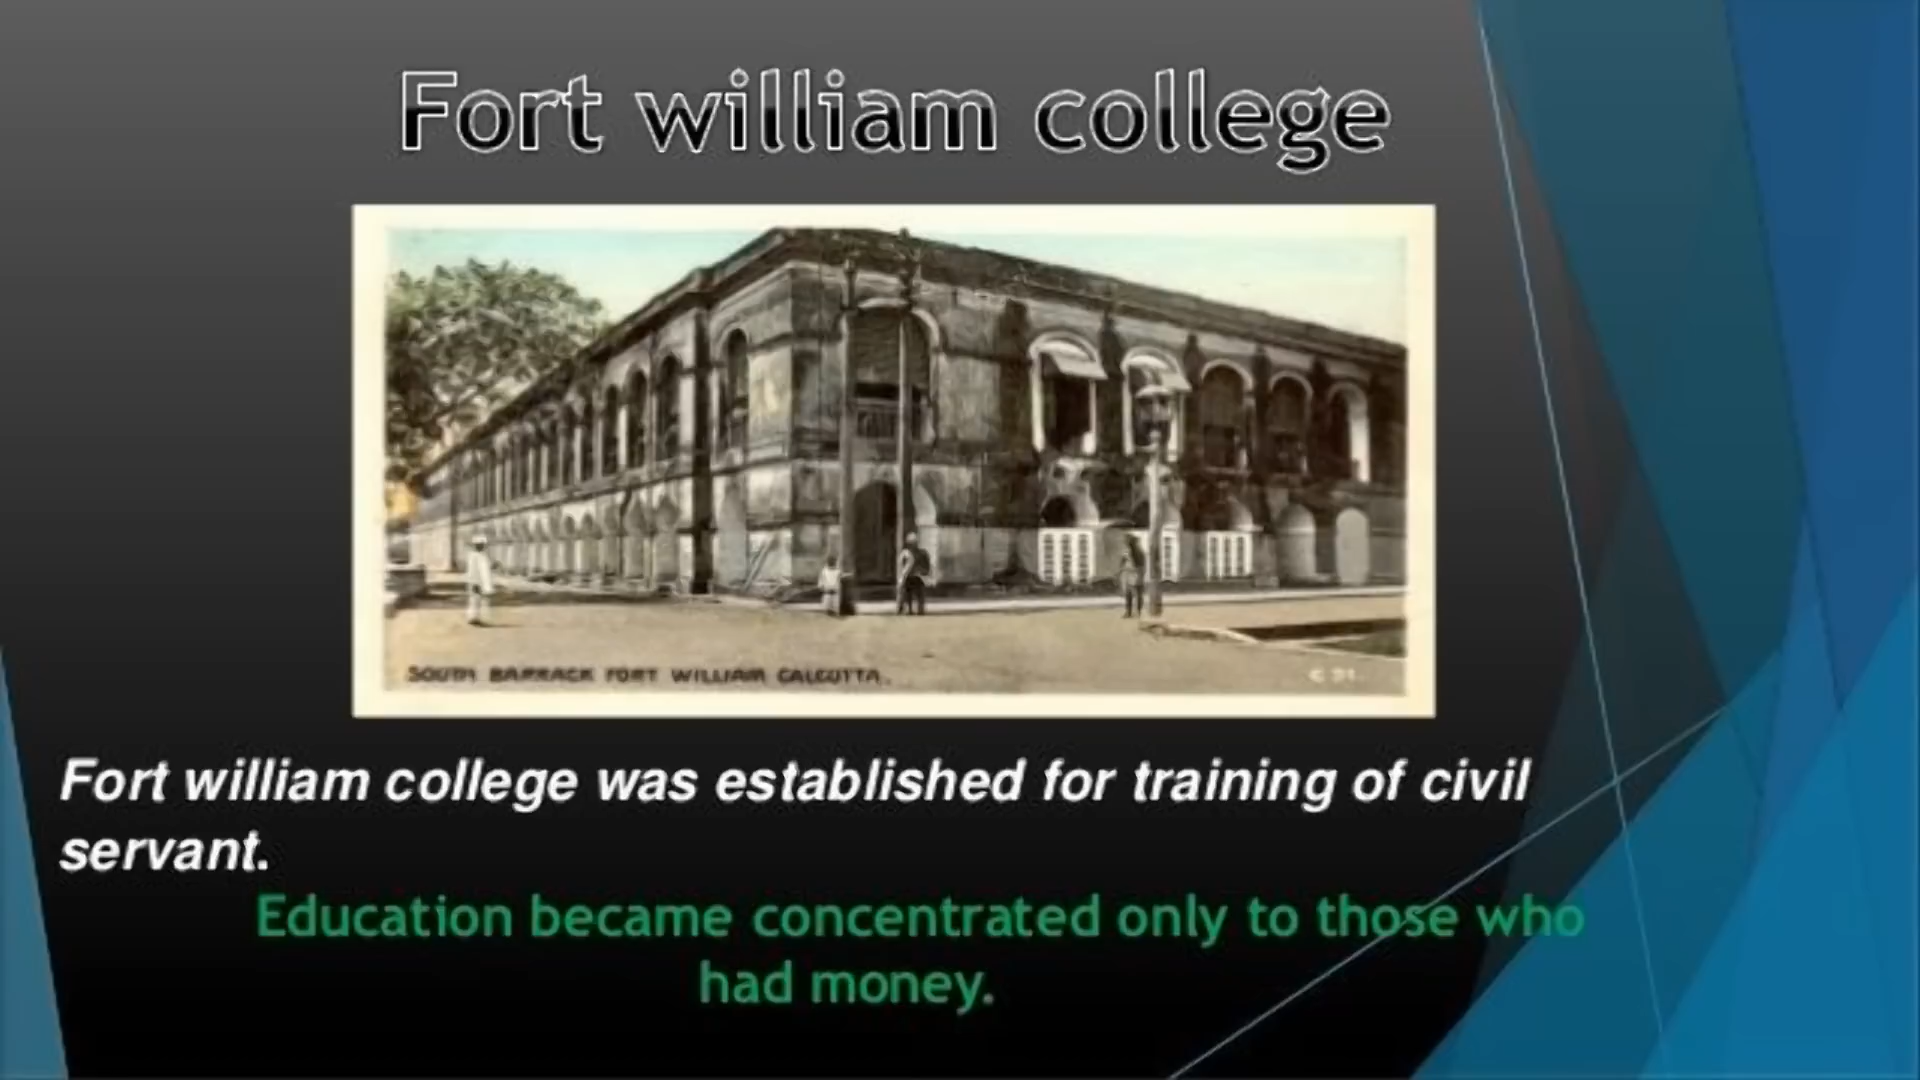 Fort william college
SOUTH BARRACK FORT WILLIAM CALCUTTA.
Fort william college was established for training of civil
servant.
Education became concentrated only to those who
had money.